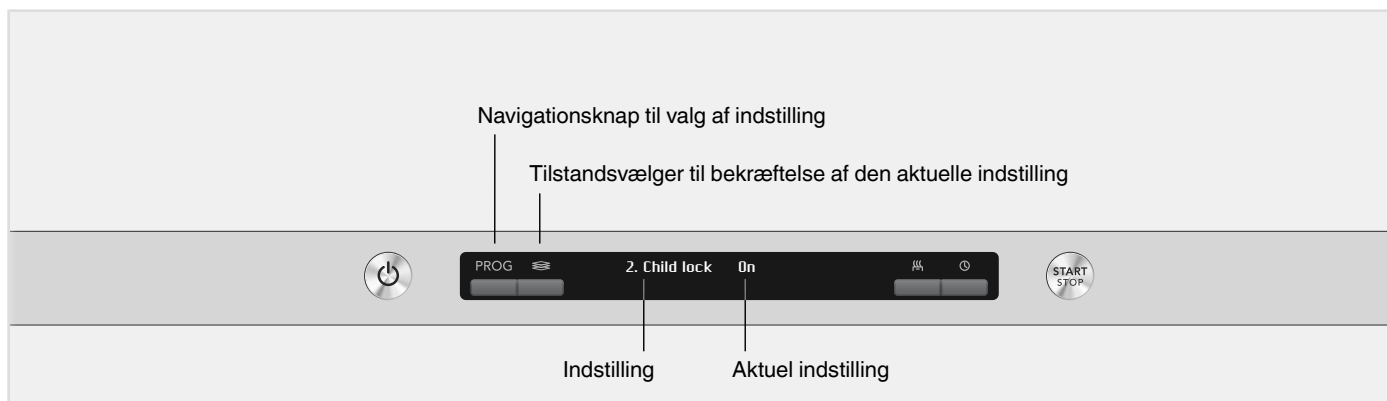 Navigationsknap til valg af indstilling
Tilstandsvælger til bekræftelse af den aktuelle indstilling
PROG 2. Child lock On START
STOP
Indstilling Aktuel indstilling